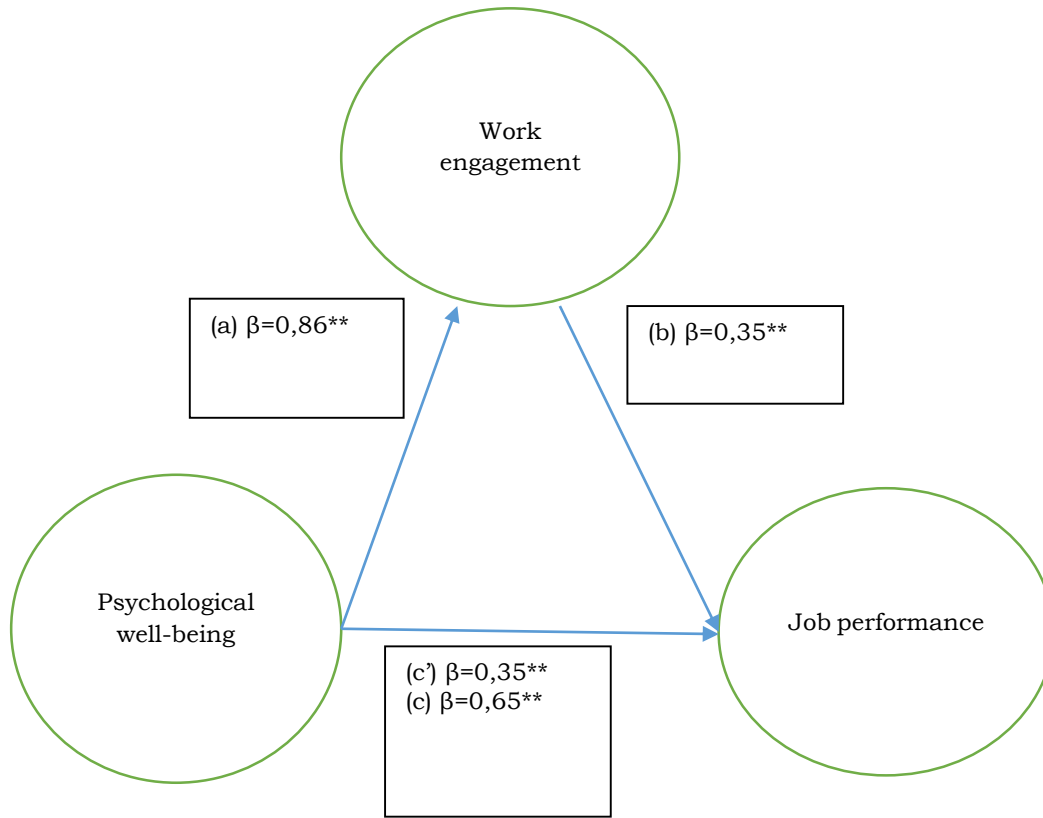 Work
engagement
(a) β=0,86**
(b) β=0,35**
Psychological
well-being
Job performance
(c’) β=0,35**
(c) β=0,65**